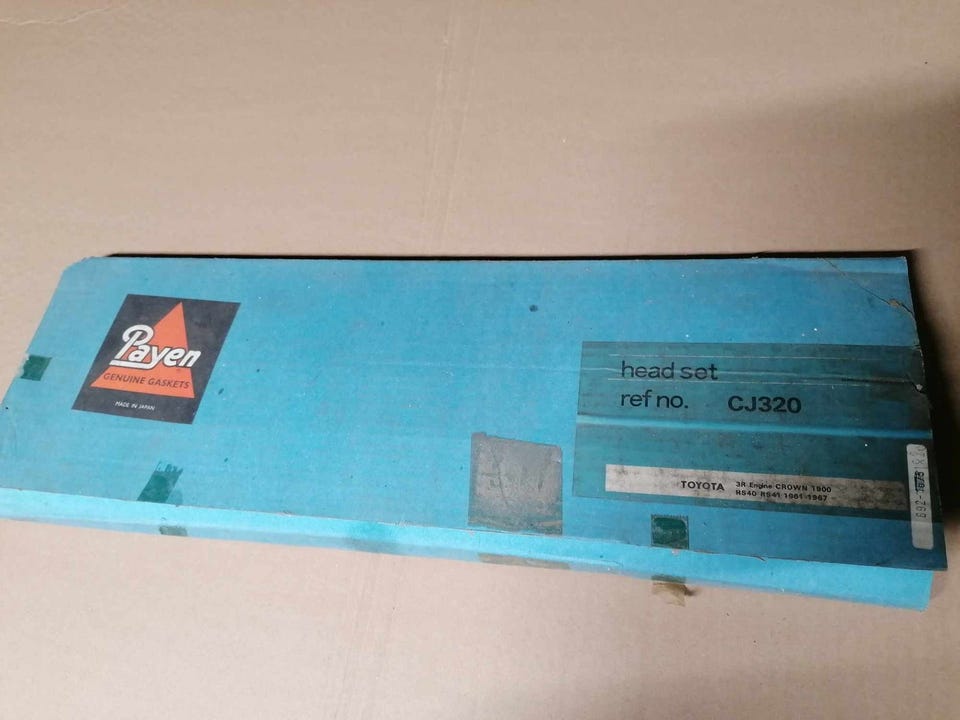 Payen
GENUINE GASKETS
MADE IN JAPAN
head set
ref no. CJ320
TOYOTA 3R Engine CROWN 1900
RS40 RS41 1961-1967